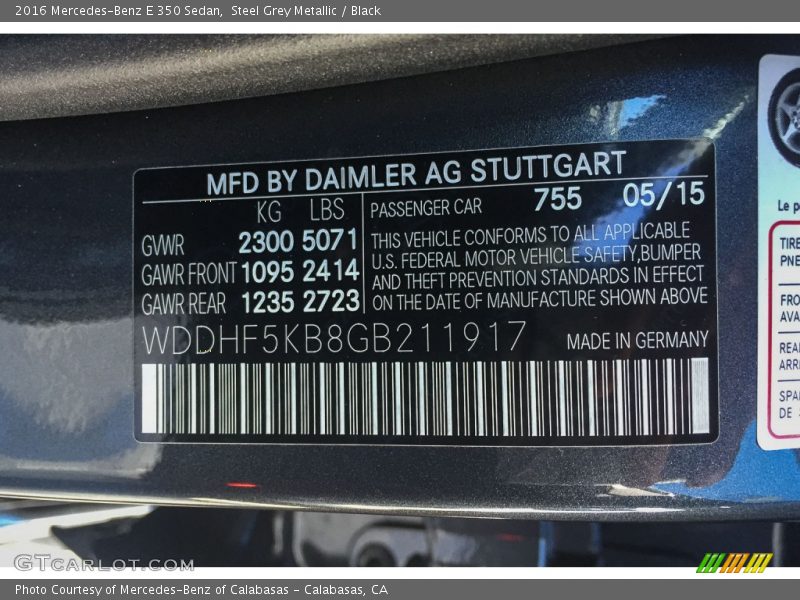 2016 Mercedes-Benz E 350 Sedan,  Steel Grey Metallic / Black
MFD BY DAIMLER AG STUTTGART
KG LBS
GVWR 2300 5071
GAWR FRONT 1095 2414
GAWR REAR 1235 2723
PASSENGER CAR 755 05/15
THIS VEHICLE CONFORMS TO ALL APPLICABLE
U.S. FEDERAL MOTOR VEHICLE SAFETY,BUMPER
AND THEFT PREVENTION STANDARDS IN EFFECT
ON THE DATE OF MANUFACTURE SHOWN ABOVE
WDDHF5KB8GB211917 MADE IN GERMANY
Le
TIRE
DE
GTCARLOT.COM
Photo Courtesy of Mercedes-Benz of Calabasas - Calabasas, CA